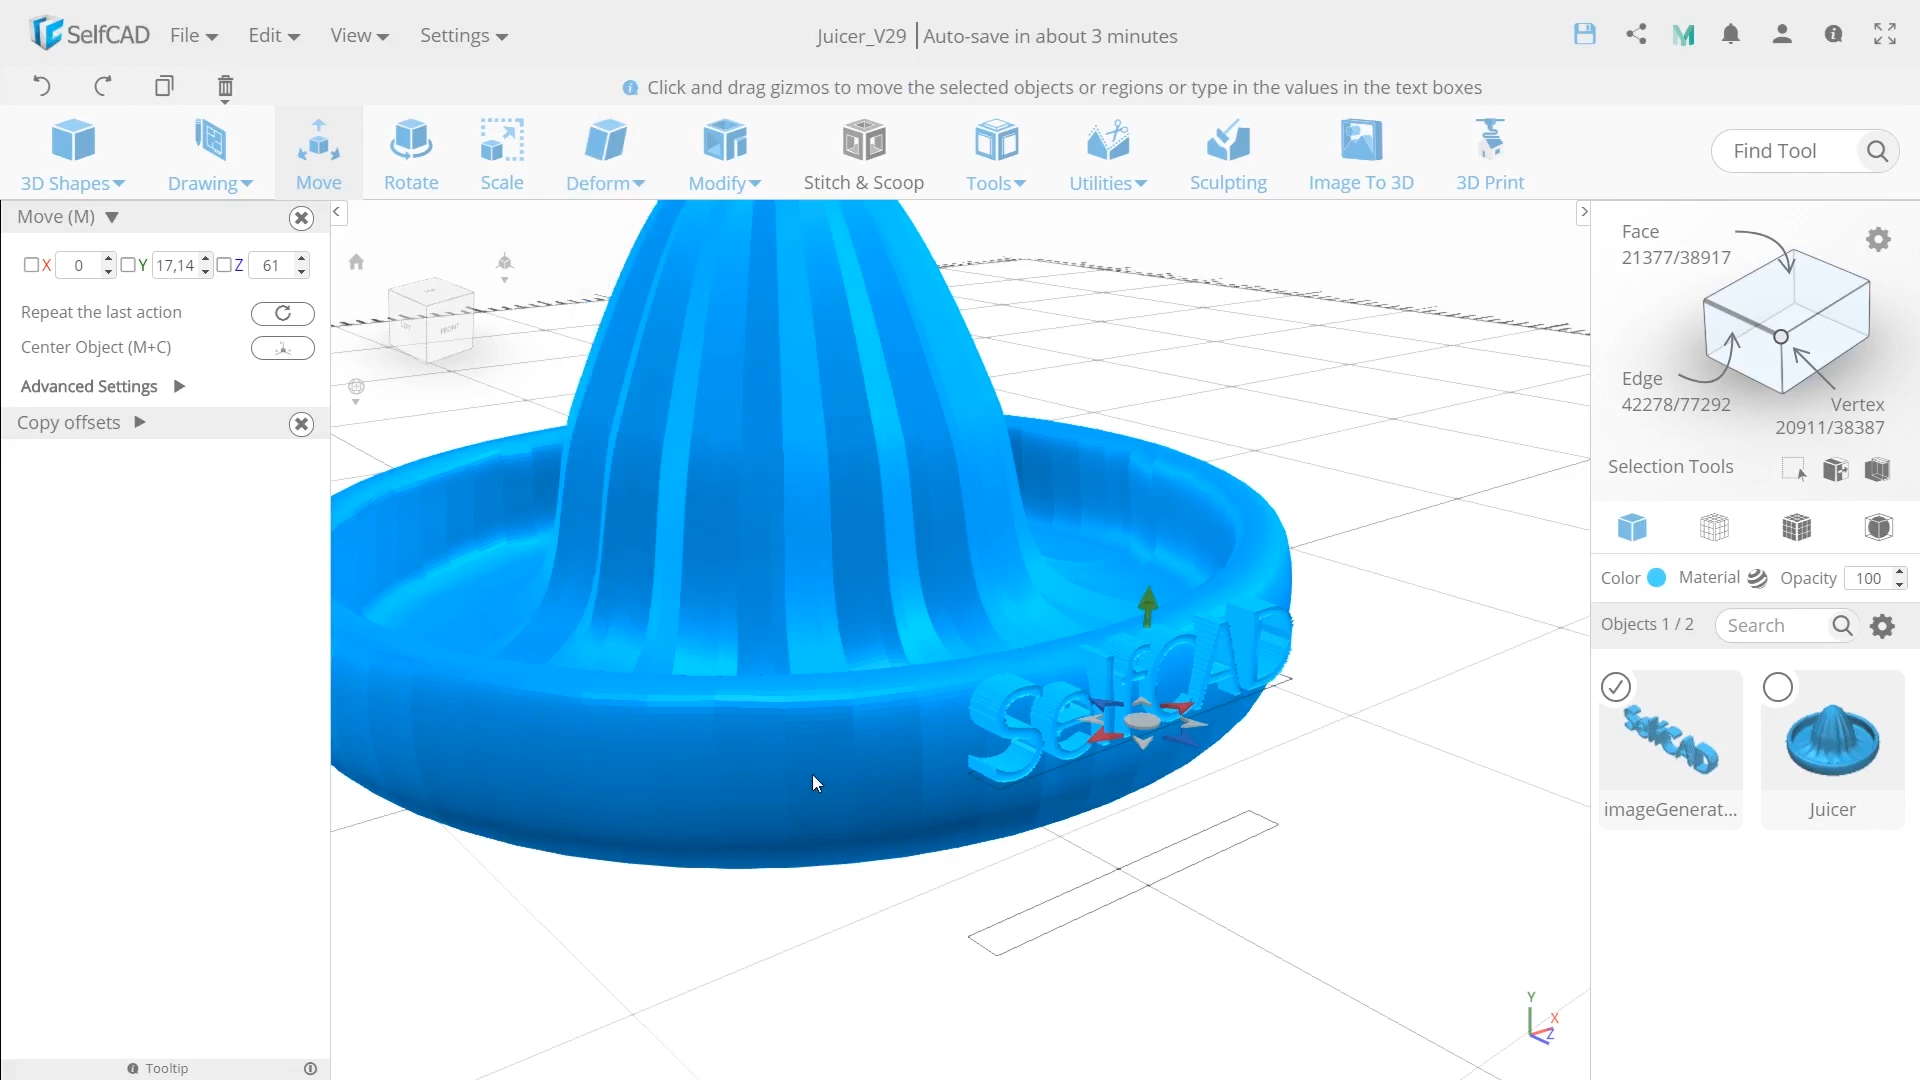 SelfCAD
File
Edit
View
Settings
Juicer_V29
Auto-save in about 3 minutes
Click and drag gizmos to move the selected objects or regions or type in the values in the text boxes
3D Shapes
Drawing
Move
Rotate
Scale
Deform
Modify
Stitch & Scoop
Tools
Utilities
Sculpting
Image To 3D
3D Print
Find Tool
Move (M)
X 0 Y 17,14 Z 61
Repeat the last action
Center Object (M+C)
Advanced Settings
Copy offsets
Tooltip
FRONT
SelfCAD
Y
X
Z
Face
21377/38917
Edge
42278/77292
Vertex
20911/38387
Selection Tools
Color
Material
Opacity 100
Objects 1 / 2
Search
SelfCAD
imageGenerat...
Juicer